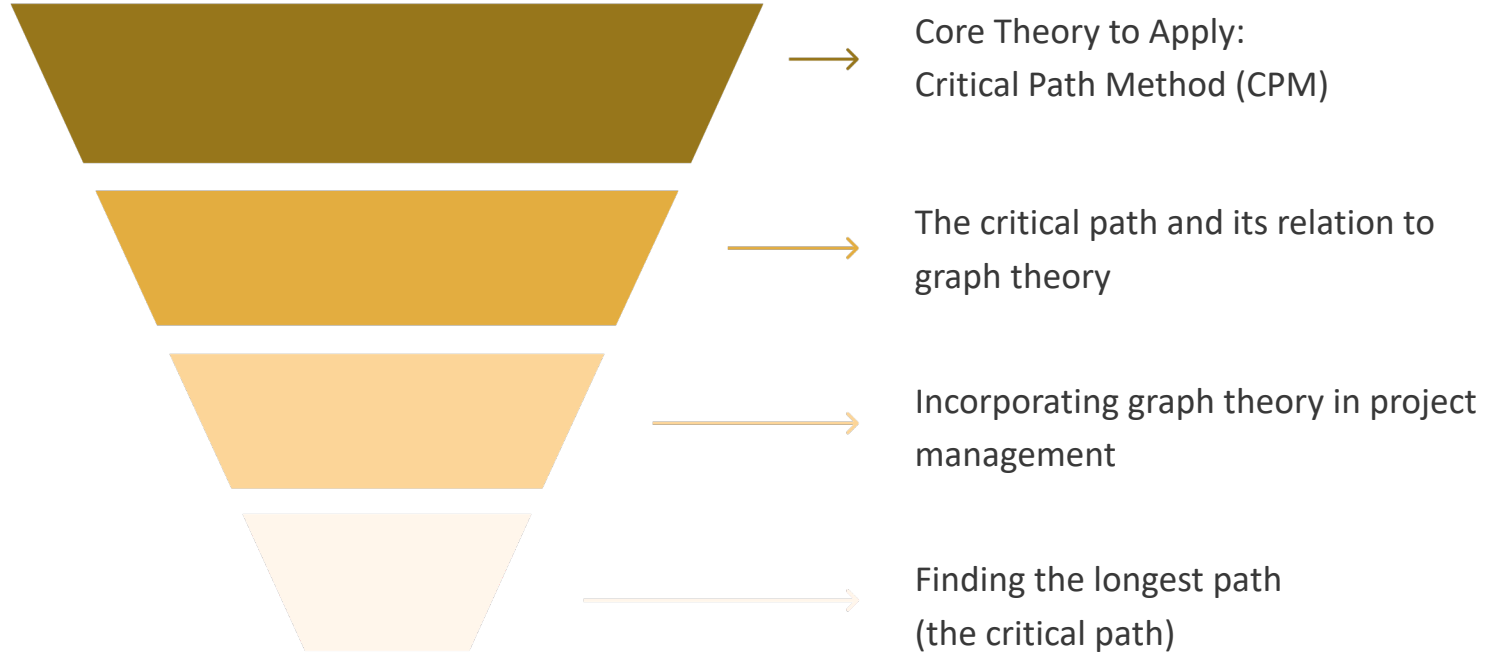 Core Theory to Apply:
Critical Path Method (CPM)
The critical path and its relation to
graph theory
Incorporating graph theory in project
management
Finding the longest path
(the critical path)